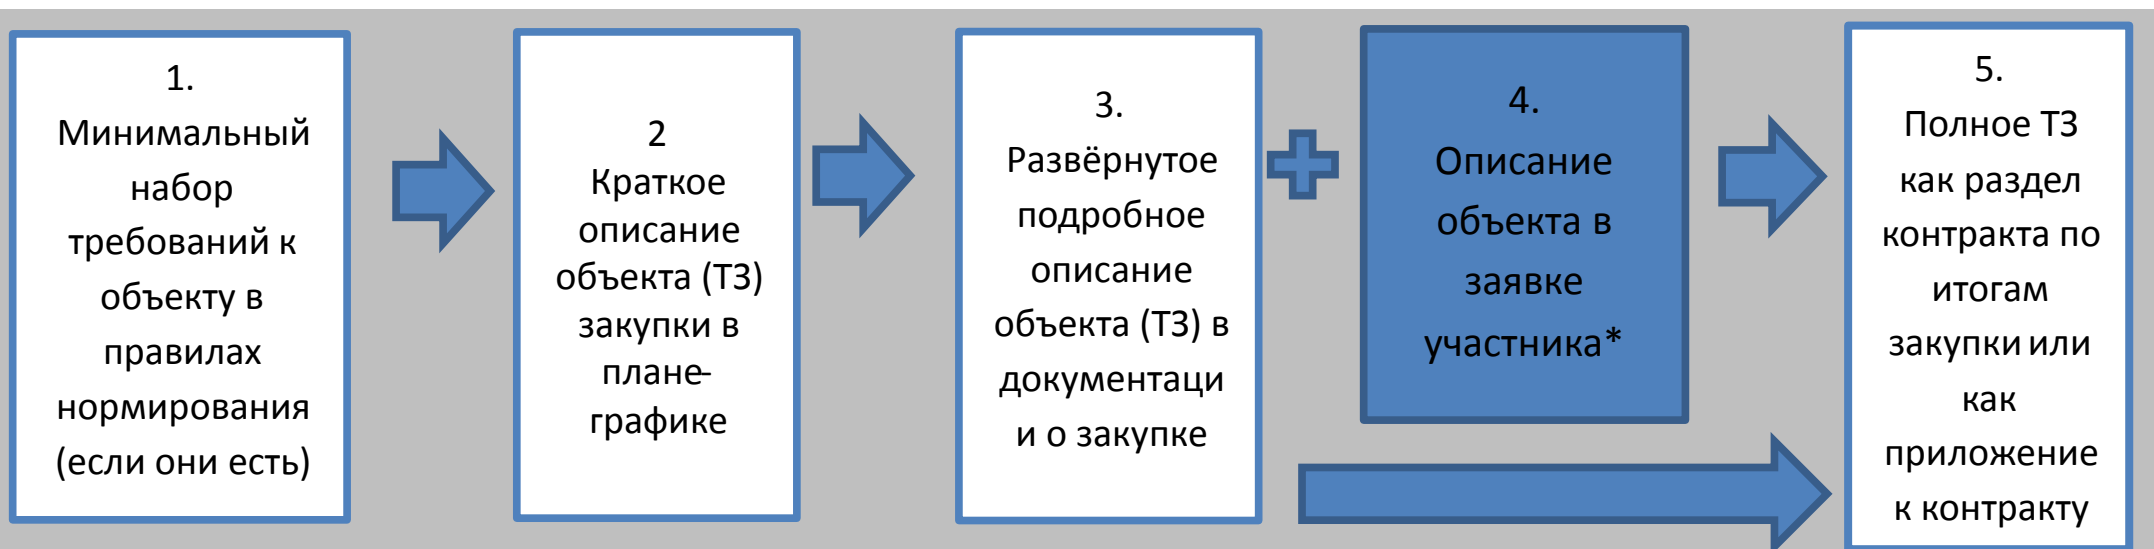 1.
Минимальный
набор
требований к
объекту в
правилах
нормирования
(если они есть)
2
Краткое
описание
объекта (ТЗ)
закупки в
плане-
графике
3.
Развёрнутое
подробное
описание
объекта (ТЗ) в
документаци
и о закупке
4.
Описание
объекта в
заявке
участника*
5.
Полное ТЗ
как раздел
контракта по
итогам
закупки или
как
приложение
к контракту